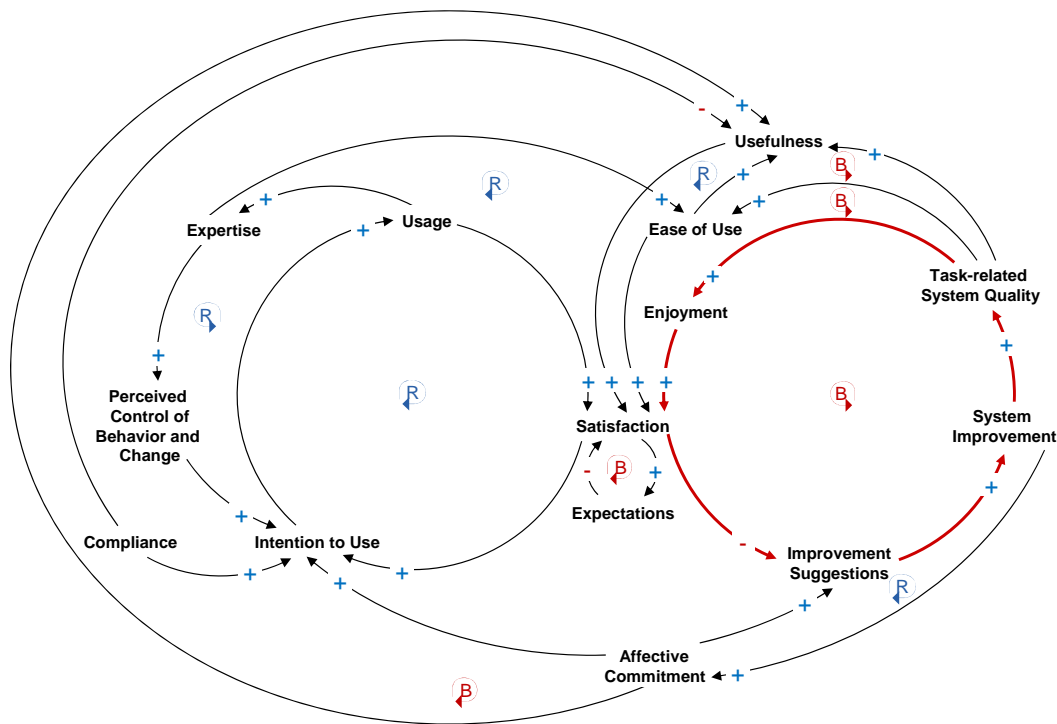 +
-
Usefulness
+
R
+
B
B
R
+
+
Expertise
+
Usage
+
Ease of Use
Task-related
System Quality
+
Enjoyment
R
+
+
R
+
+
+
+
B
Perceived
Control of
Behavior and
Change
Satisfaction
System
Improvement
-
B
+
+
Expectations
+
Compliance
Intention to Use
-
Improvement
Suggestions
+
+
+
R
+
Affective
Commitment
+
B